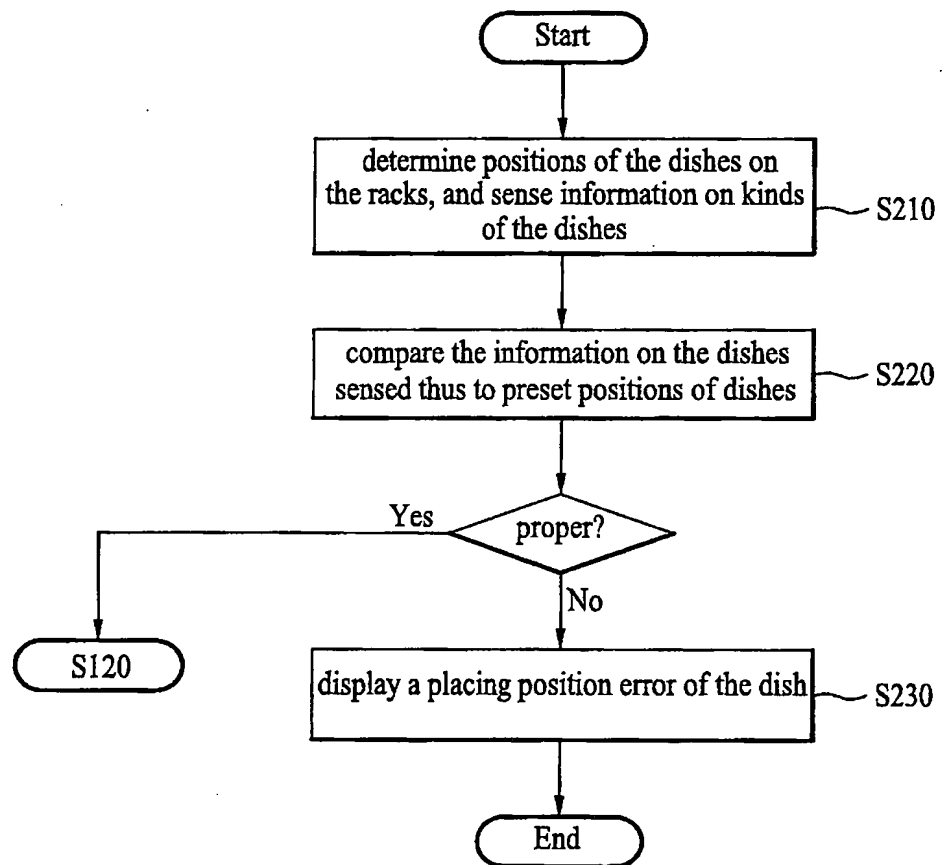 Start
determine positions of the dishes on
the racks, and sense information on kinds
of the dishes
S210
compare the information on the dishes
sensed thus to preset positions of dishes
S220
proper?
Yes
No
S120
display a placing position error of the dish
S230
End